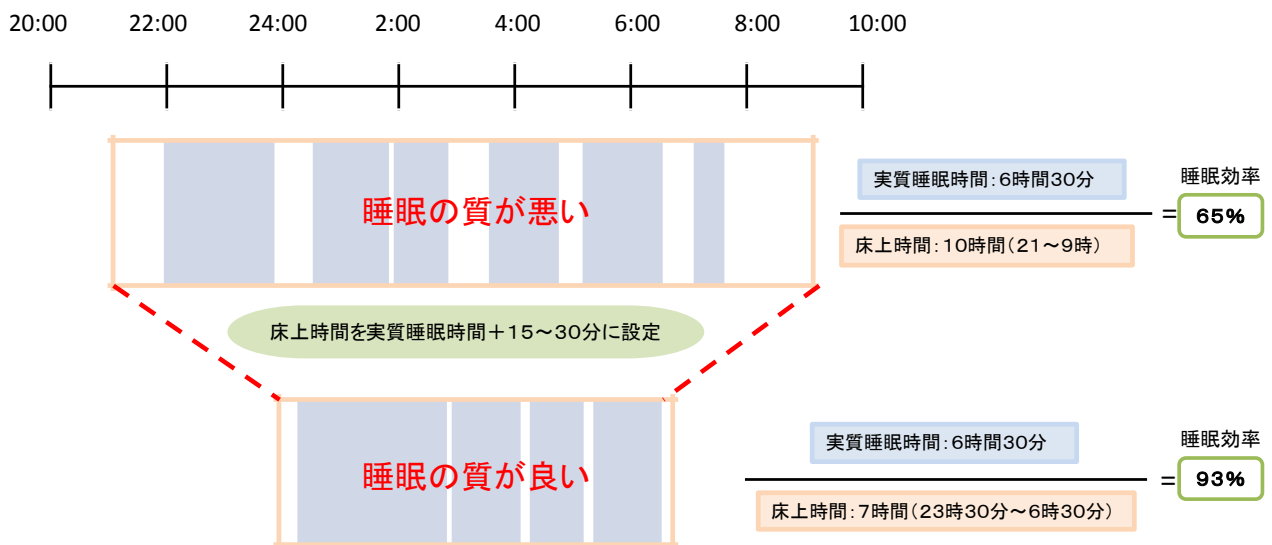 20:00 22:00 24:00 2:00 4:00 6:00 8:00 10:00
睡眠の質が悪い
実質睡眠時間：6時間30分
床上時間：10時間（21～9時）
=
睡眠効率
65%
床上時間を実質睡眠時間＋15～30分に設定
睡眠の質が良い
実質睡眠時間：6時間30分
床上時間：7時間（23時30分～6時30分）
=
睡眠効率
93%